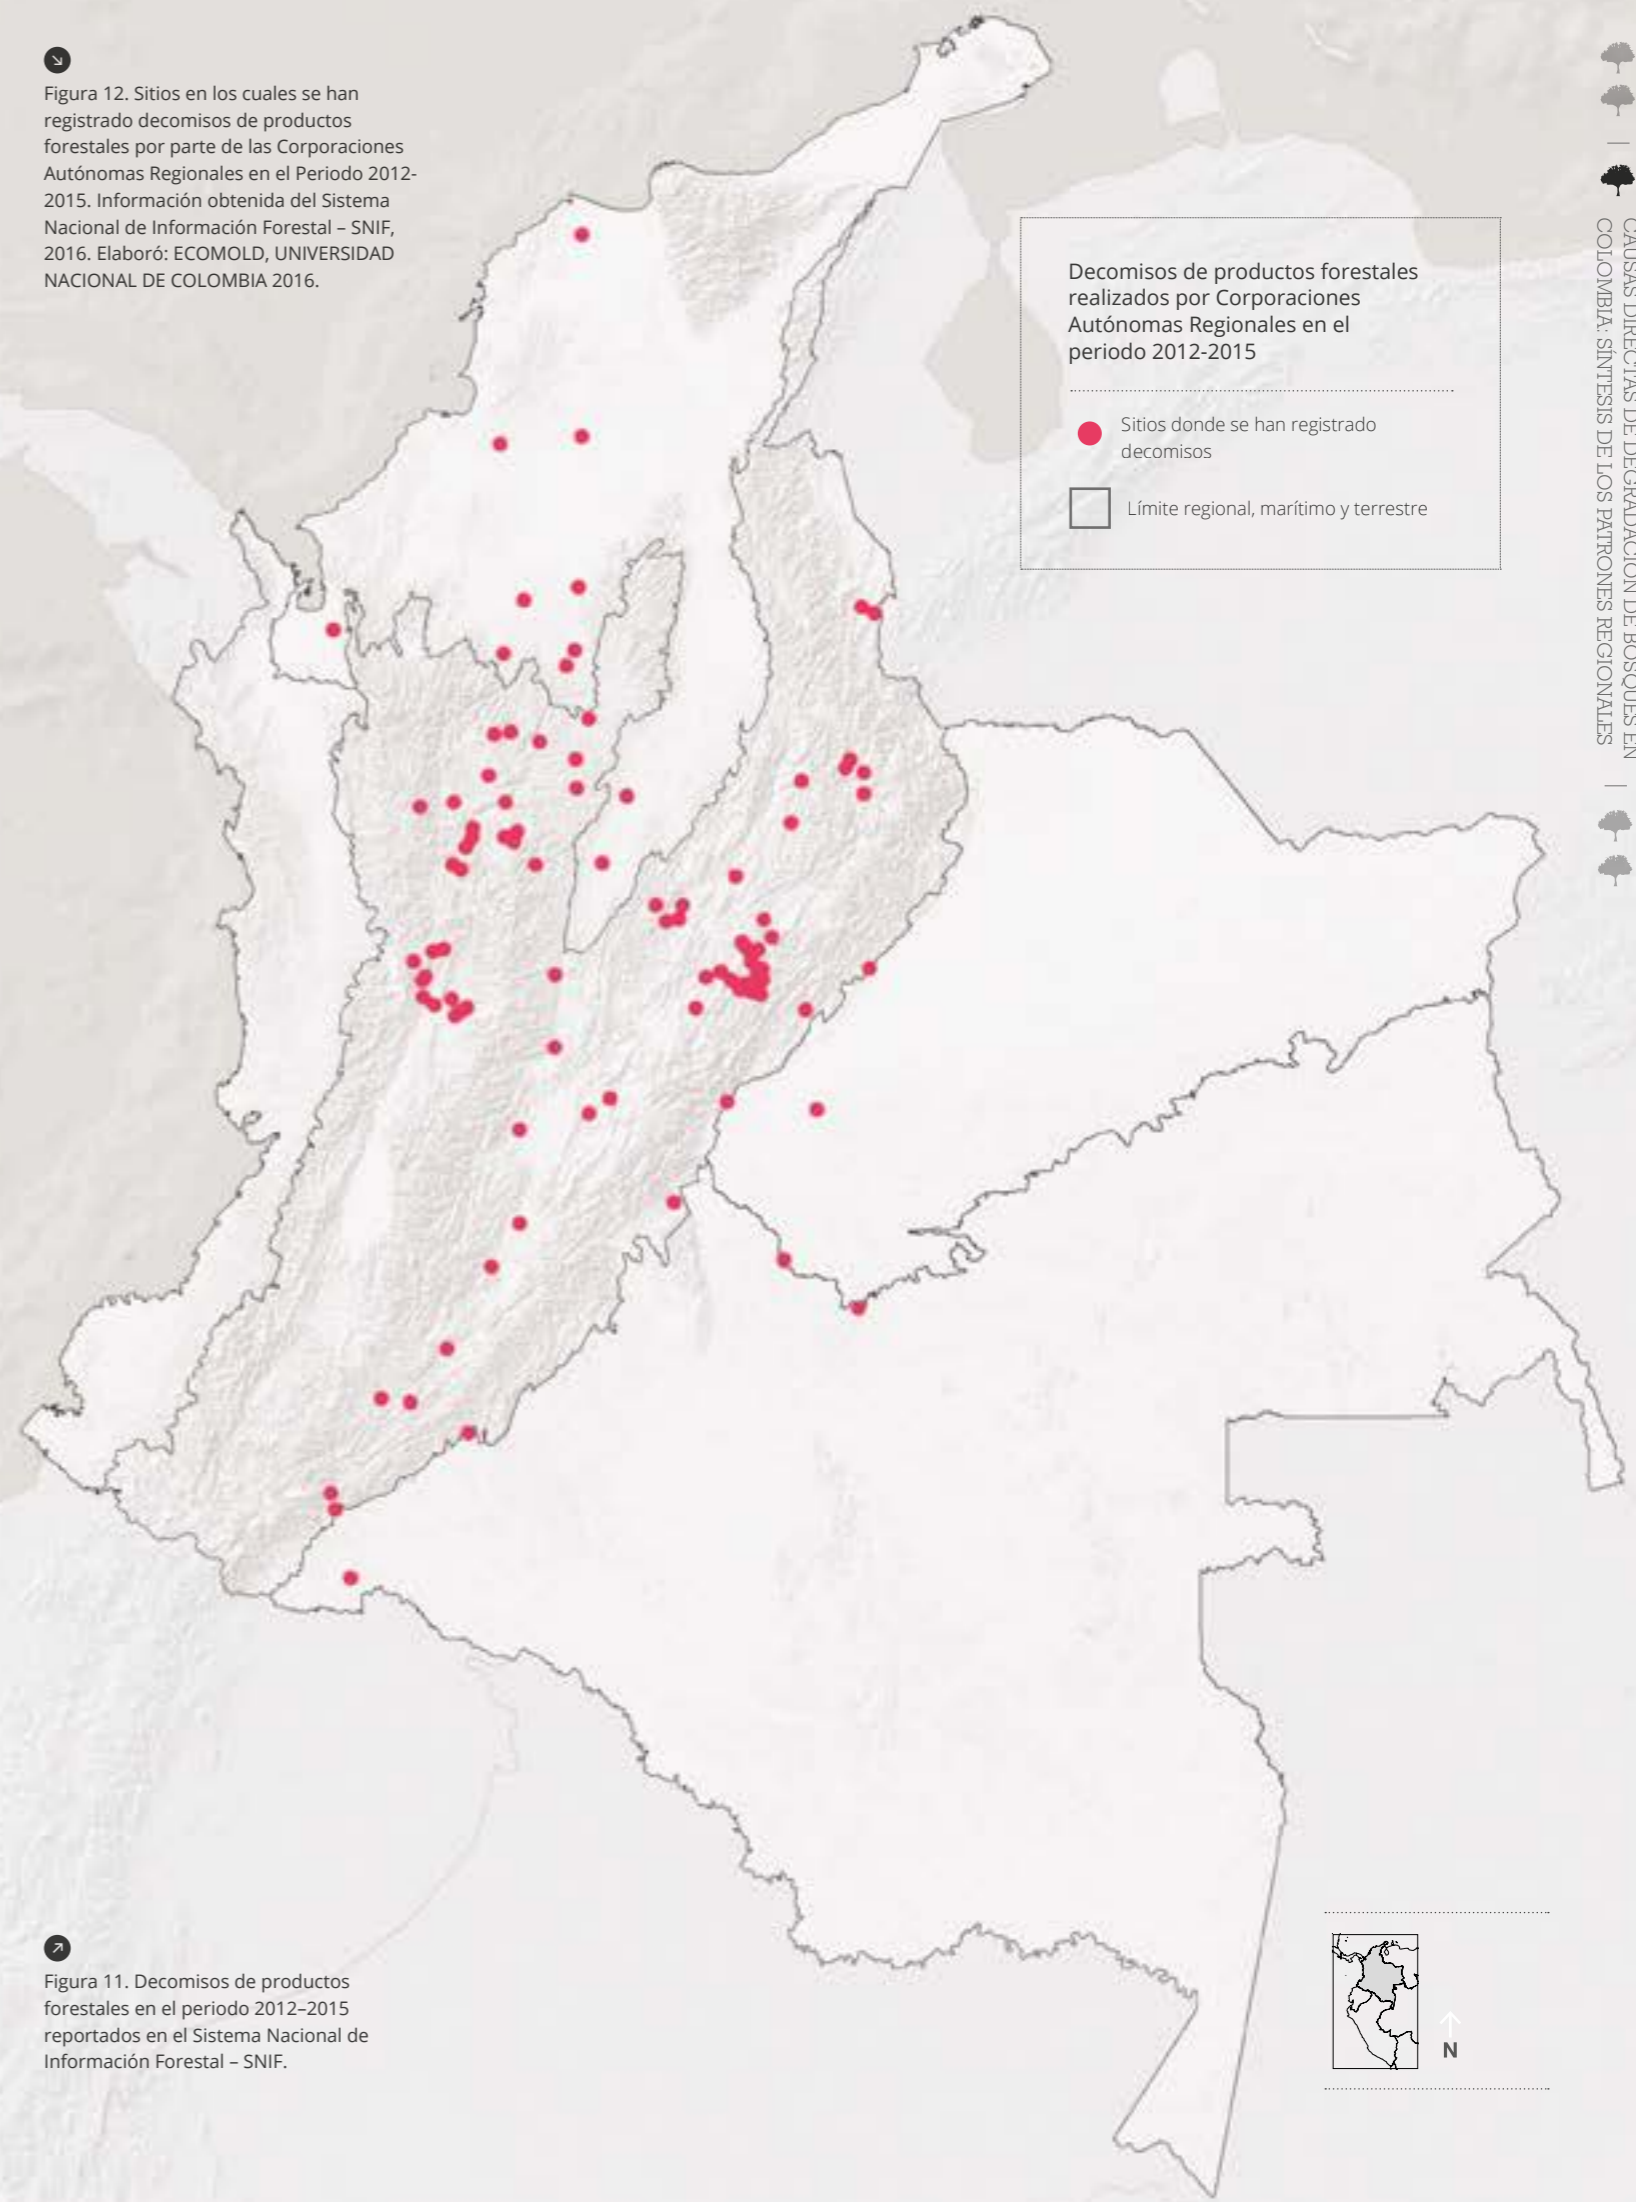 Figura 12. Sitios en los cuales se han
registrado decomisos de productos
forestales por parte de las Corporaciones
Autónomas Regionales en el Periodo 2012-
2015. Información obtenida del Sistema
Nacional de Información Forestal – SNIF,
2016. Elaboró: ECOMOLD, UNIVERSIDAD
NACIONAL DE COLOMBIA 2016.
Decomisos de productos forestales
realizados por Corporaciones
Autónomas Regionales en el
periodo 2012-2015
Sitios donde se han registrado
decomisos
Límite regional, marítimo y terrestre
CAUSAS DIRECTAS DE DEGRADACIÓN DE BOSQUES EN
COLOMBIA: SÍNTESIS DE LOS PATRONES REGIONALES
Figura 11. Decomisos de productos
forestales en el periodo 2012–2015
reportados en el Sistema Nacional de
Información Forestal – SNIF.
N